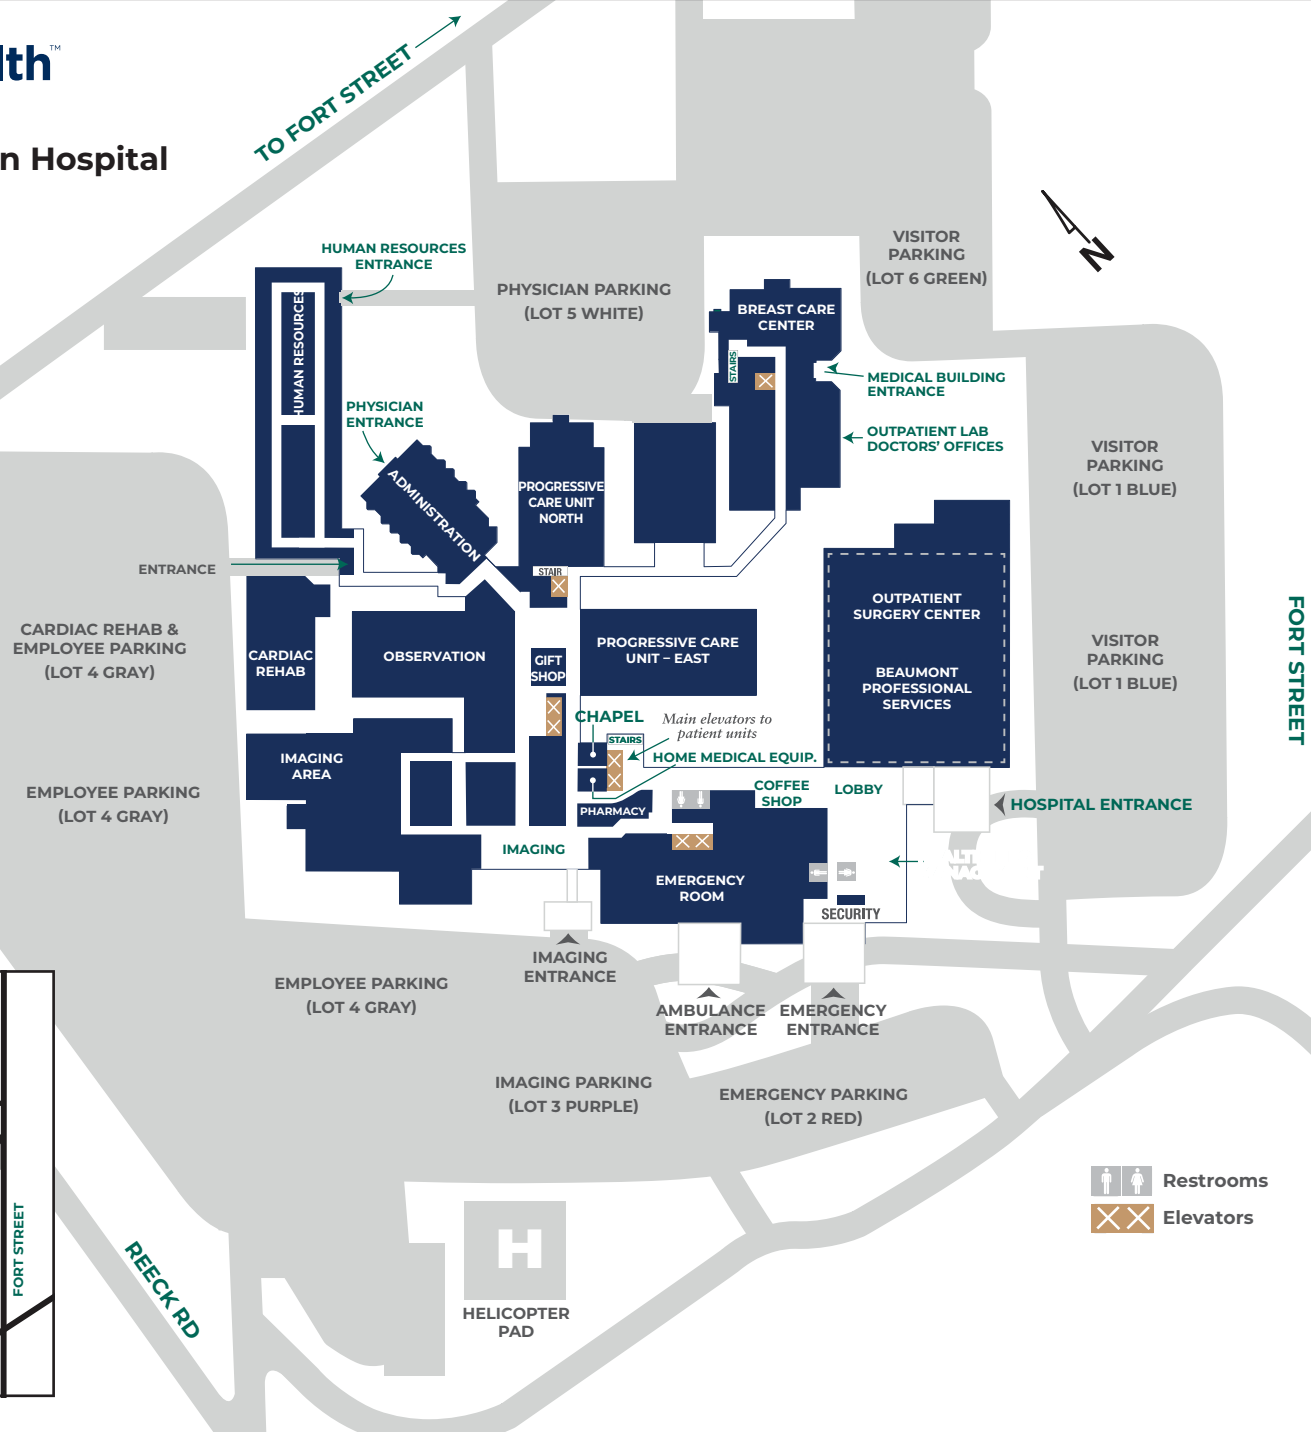 lth™
n Hospital
TO FORT STREET
HUMAN RESOURCES
ENTRANCE
HUMAN RESOURCES
PHYSICIAN PARKING
(LOT 5 WHITE)
VISITOR
PARKING
(LOT 6 GREEN)
N
BREAST CARE
CENTER
STAIRS
MEDICAL BUILDING
ENTRANCE
OUTPATIENT LAB
DOCTORS' OFFICES
PHYSICIAN
ENTRANCE
ADMINISTRATION
PROGRESSIVE
CARE UNIT
NORTH
STAIR
VISITOR
PARKING
(LOT 1 BLUE)
ENTRANCE
CARDIAC REHAB &
EMPLOYEE PARKING
(LOT 4 GRAY)
CARDIAC
REHAB
OBSERVATION
GIFT
SHOP
PROGRESSIVE CARE
UNIT – EAST
OUTPATIENT
SURGERY CENTER
BEAUMONT
PROFESSIONAL
SERVICES
VISITOR
PARKING
(LOT 1 BLUE)
FORT STREET
CHAPEL
Main elevators to
patient units
STAIRS
HOME MEDICAL EQUIP.
IMAGING
AREA
EMPLOYEE PARKING
(LOT 4 GRAY)
PHARMACY
COFFEE
SHOP
LOBBY
HOSPITAL ENTRANCE
IMAGING
EMERGENCY
ROOM
SECURITY
IMAGING
ENTRANCE
AMBULANCE
ENTRANCE
EMERGENCY
ENTRANCE
EMPLOYEE PARKING
(LOT 4 GRAY)
IMAGING PARKING
(LOT 3 PURPLE)
EMERGENCY PARKING
(LOT 2 RED)
Restrooms
Elevators
FORT STREET
REECK RD
H
HELICOPTER
PAD